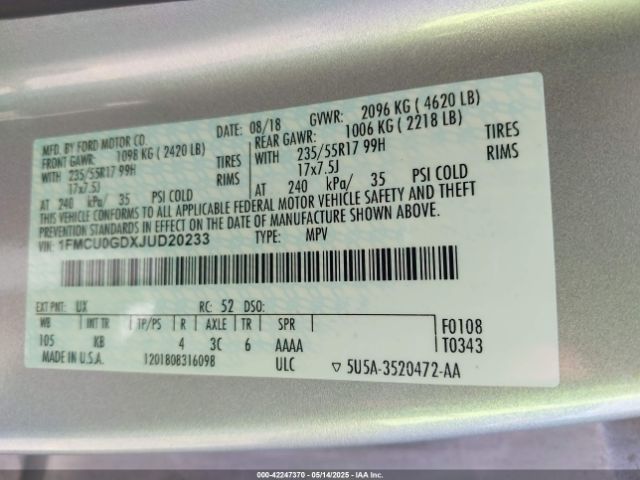 MFD. BY FORD MOTOR CO.
DATE: 08/18 GVWR: 2096 KG ( 4620 LB)
FRONT GAWR: 1098 KG ( 2420 LB) REAR GAWR: 1006 KG ( 2218 LB)
WITH 235/55R17 99H TIRES WITH 235/55R17 99H TIRES
17x7.5J RIMS 17x7.5J RIMS
AT 240 kPa/ 35 PSI COLD AT 240 kPa/ 35 PSI COLD
THIS VEHICLE CONFORMS TO ALL APPLICABLE FEDERAL MOTOR VEHICLE SAFETY AND THEFT
PREVENTION STANDARDS IN EFFECT ON THE DATE OF MANUFACTURE SHOWN ABOVE.
VIN: 1FMCU0GDXJUD20233 TYPE: MPV
EXT PNT: UX RC: 52 DSO:
WB INT TR TP/PS R AXLE TR SPR
105 KB 4 3C 6 AAAA
F0108
T0343
MADE IN U.S.A. 1201808316098 ULC ▽ 5U5A-3520472-AA
000-42247370 - 05/14/2025 - IAA Inc.